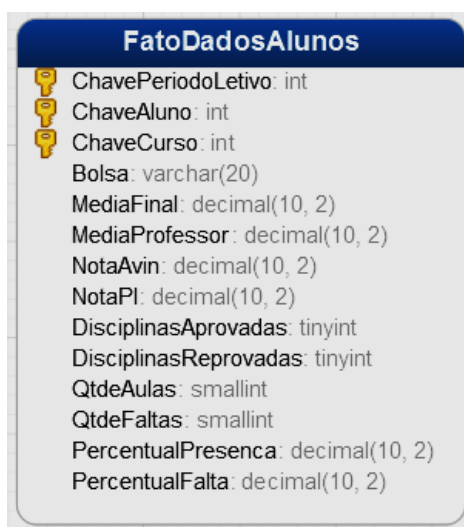 FatoDadosAlunos
ChavePeriodoLetivo: int
ChaveAluno: int
ChaveCurso: int
Bolsa: varchar(20)
MediaFinal: decimal(10, 2)
MediaProfessor: decimal(10, 2)
NotaAvin: decimal(10, 2)
NotaPI: decimal(10, 2)
DisciplinasAprovadas: tinyint
DisciplinasReprovadas: tinyint
QtdeAulas: smallint
QtdeFaltas: smallint
PercentualPresenca: decimal(10, 2)
PercentualFalta: decimal(10, 2)